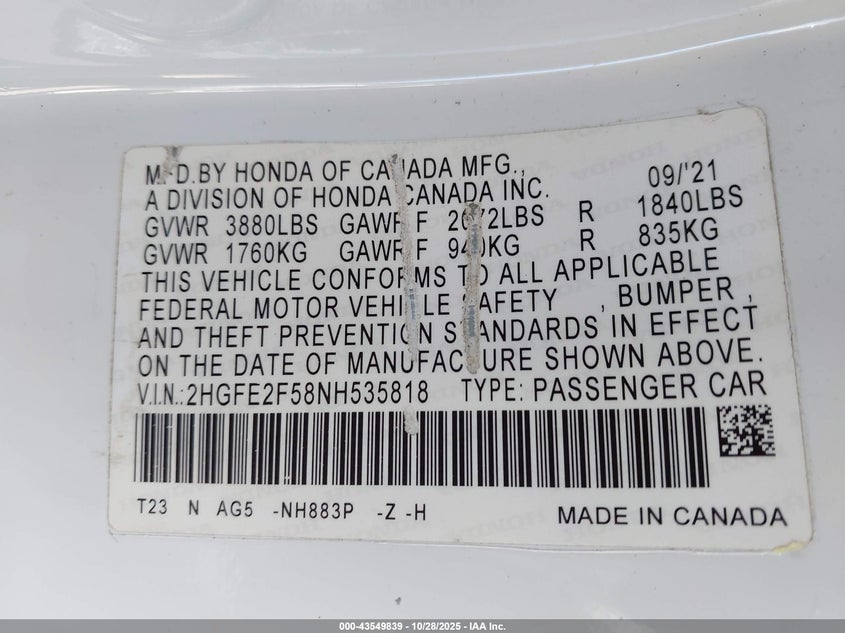 MFD.BY HONDA OF CANADA MFG.,
A DIVISION OF HONDA CANADA INC. 09/'21
GVWR 3880LBS GAWR F 2072LBS R 1840LBS
GVWR 1760KG GAWR F 940KG R 835KG
THIS VEHICLE CONFORMS TO ALL APPLICABLE
FEDERAL MOTOR VEHICLE SAFETY , BUMPER ,
AND THEFT PREVENTION STANDARDS IN EFFECT
ON THE DATE OF MANUFACTURE SHOWN ABOVE.
V.I.N.:2HGFE2F58NH535818 TYPE: PASSENGER CAR
T23 N AG5 -NH883P -Z -H
MADE IN CANADA
000-43549839 - 10/28/2025 - IAA Inc.